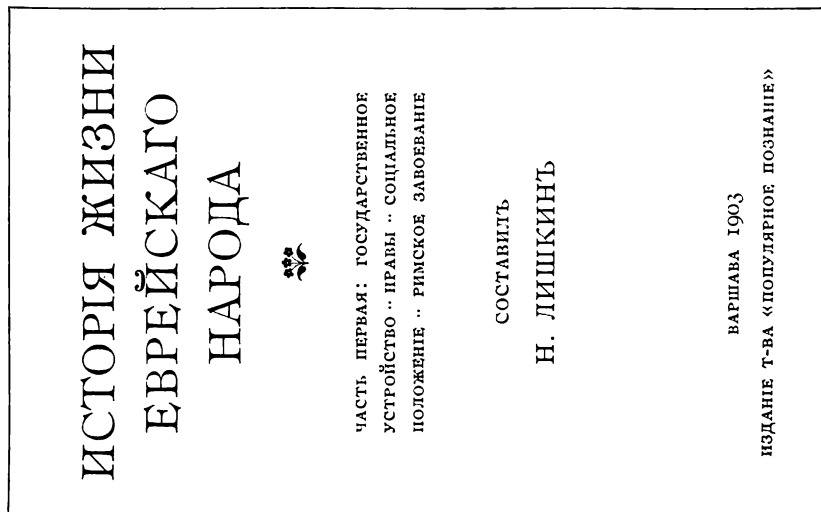 ИСТОРІЯ ЖИЗНИ
ЕВРЕЙСКАГО
НАРОДА
ЧАСТЬ ПЕРВАЯ: ГОСУДАРСТВЕННОЕ
УСТРОЙСТВО ·· НРАВЫ ·· СОЦІАЛЬНОЕ
ПОЛОЖЕНІЕ ·· РИМСКОЕ ЗАВОЕВАНІЕ
СОСТАВИЛЪ
Н. ЛИШКИНЪ
ВАРШАВА 1903
ИЗДАНІЕ Т-ВА «ПОПУЛЯРНОЕ ПОЗНАНІЕ»